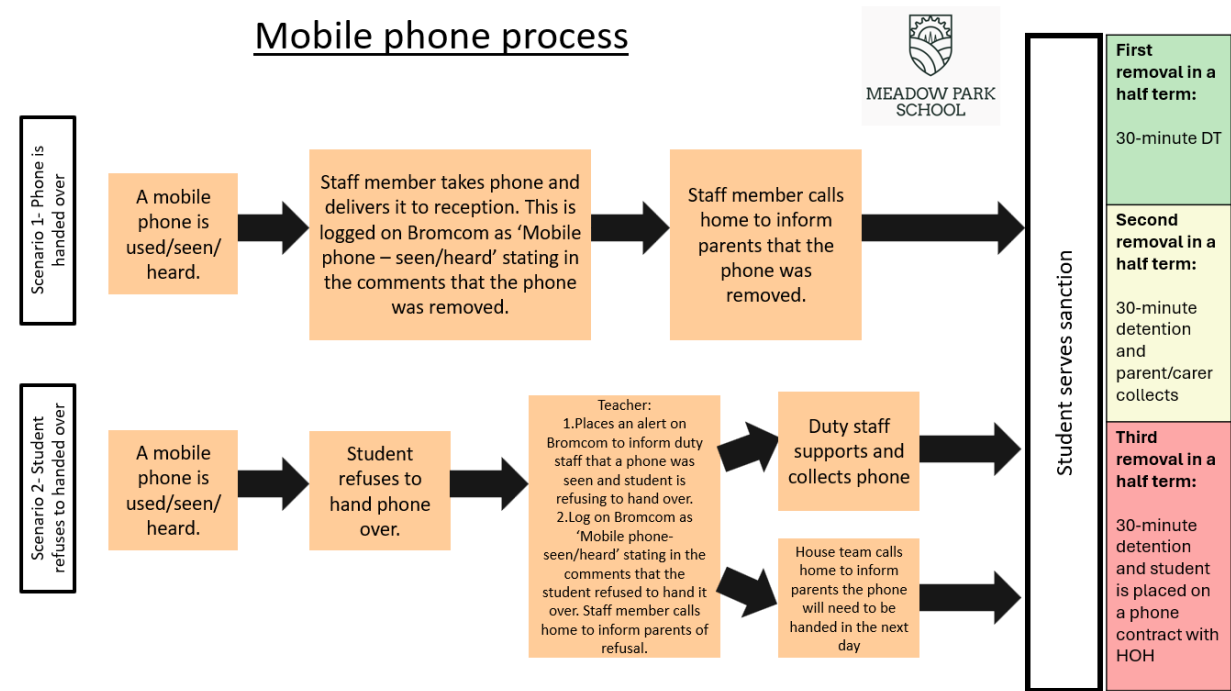 Mobile phone process
MEADOW PARK
SCHOOL
Scenario 1- Phone is
handed over
A mobile
phone is
used/seen/
heard.
Staff member takes phone and
delivers it to reception. This is
logged on Bromcom as ‘Mobile
phone – seen/heard’ stating in
the comments that the phone
was removed.
Staff member calls
home to inform
parents that the
phone was
removed.
Scenario 2- Student
refuses to handed over
A mobile
phone is
used/seen/
heard.
Student
refuses to
hand phone
over.
Teacher:
1.Places an alert on
Bromcom to inform duty
staff that a phone was
seen and student is
refusing to hand over.
2.Log on Bromcom as
‘Mobile phone-
seen/heard’ stating in the
comments that the
student refused to hand it
over. Staff member calls
home to inform parents of
refusal.
Duty staff
supports and
collects phone
House team calls
home to inform
parents the phone
will need to be
handed in the next
day
Student serves sanction
First
removal in a
half term:
30-minute DT
Second
removal in a
half term:
30-minute
detention
and
parent/carer
collects
Third
removal in a
half term:
30-minute
detention
and student
is placed on
a phone
contract with
HOH